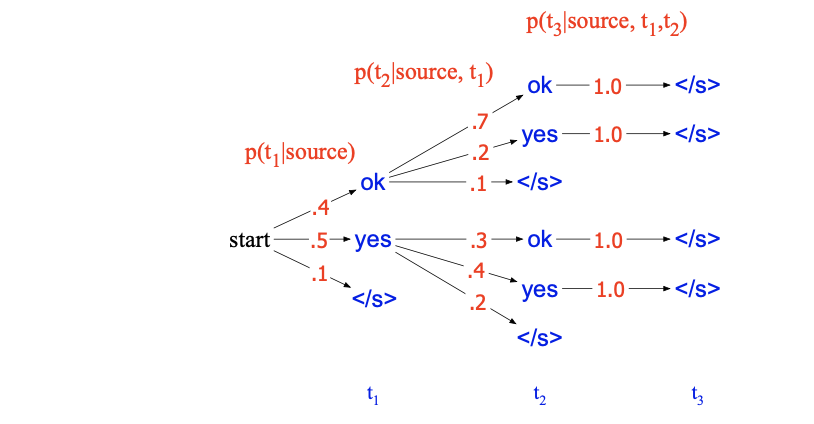 p(t₃|source, t₁,t₂)
p(t₂|source, t₁)
ok 1.0 </s>
.7
yes 1.0 </s>
p(t₁|source)
.2
ok .1 </s>
.4
start .5 yes .3 ok 1.0 </s>
.1 .4
yes 1.0 </s>
</s> .2
</s>
t₁ t₂ t₃